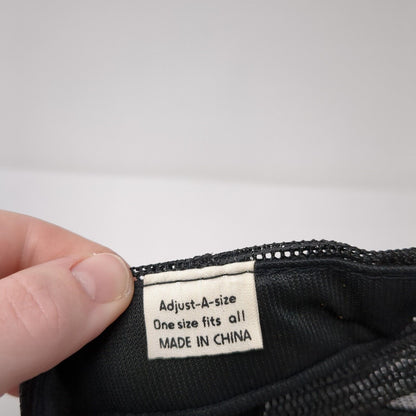 Adjust-A-size
One size fits all
MADE IN CHINA